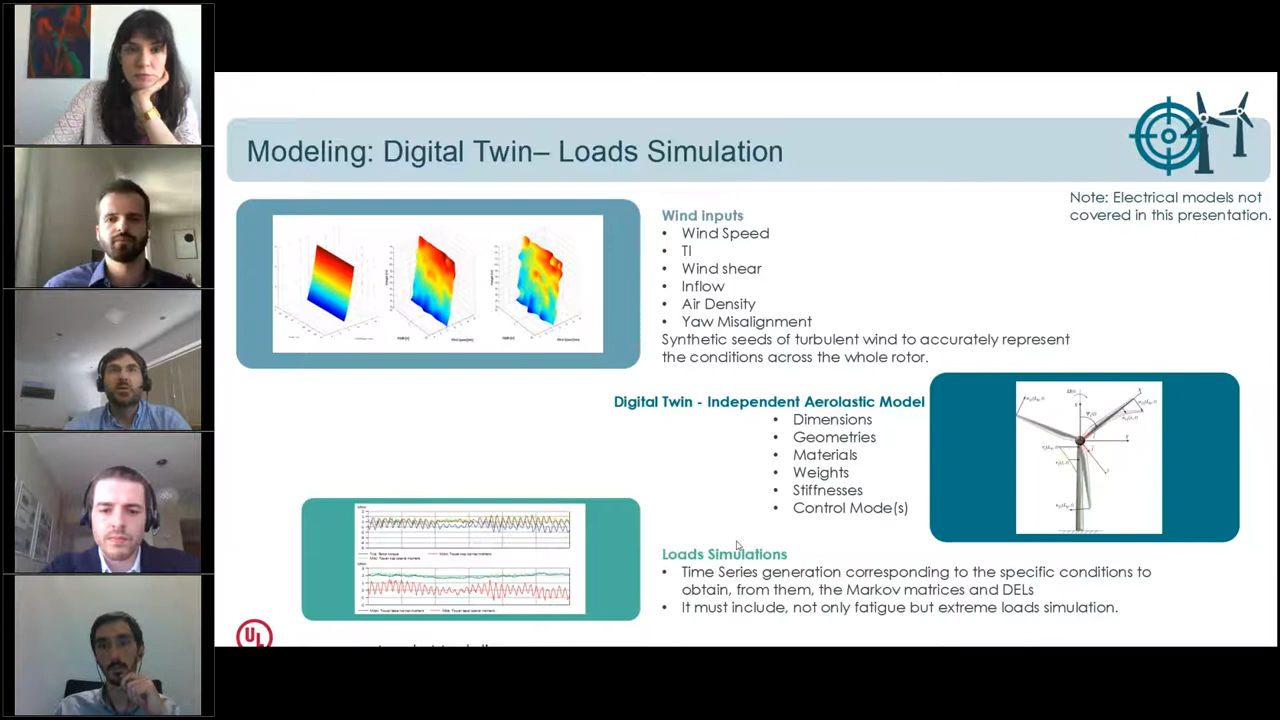 Modeling: Digital Twin– Loads Simulation
Note: Electrical models not
covered in this presentation.
Wind inputs
• Wind Speed
• TI
• Wind shear
• Inflow
• Air Density
• Yaw Misalignment
Synthetic seeds of turbulent wind to accurately represent
the conditions across the whole rotor.
Digital Twin - Independent Aerolastic Model
• Dimensions
• Geometries
• Materials
• Weights
• Stiffnesses
• Control Mode(s)
Loads Simulations
• Time Series generation corresponding to the specific conditions to
obtain, from them, the Markov matrices and DELs
• It must include, not only fatigue but extreme loads simulation.
UL